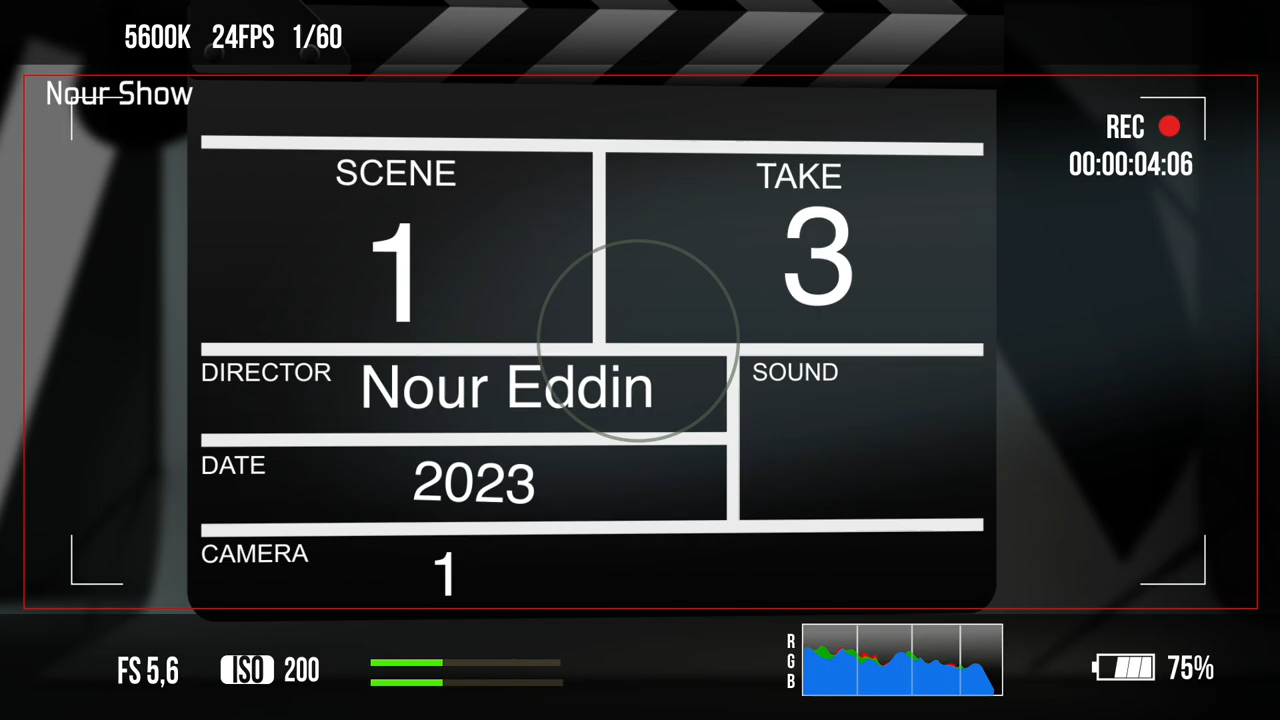 5600K 24FPS 1/60
Nour Show
REC
00:00:04:06
SCENE
1
TAKE
3
DIRECTOR Nour Eddin
SOUND
DATE 2023
CAMERA 1
FS 5,6 ISO 200
R
G
B
75%